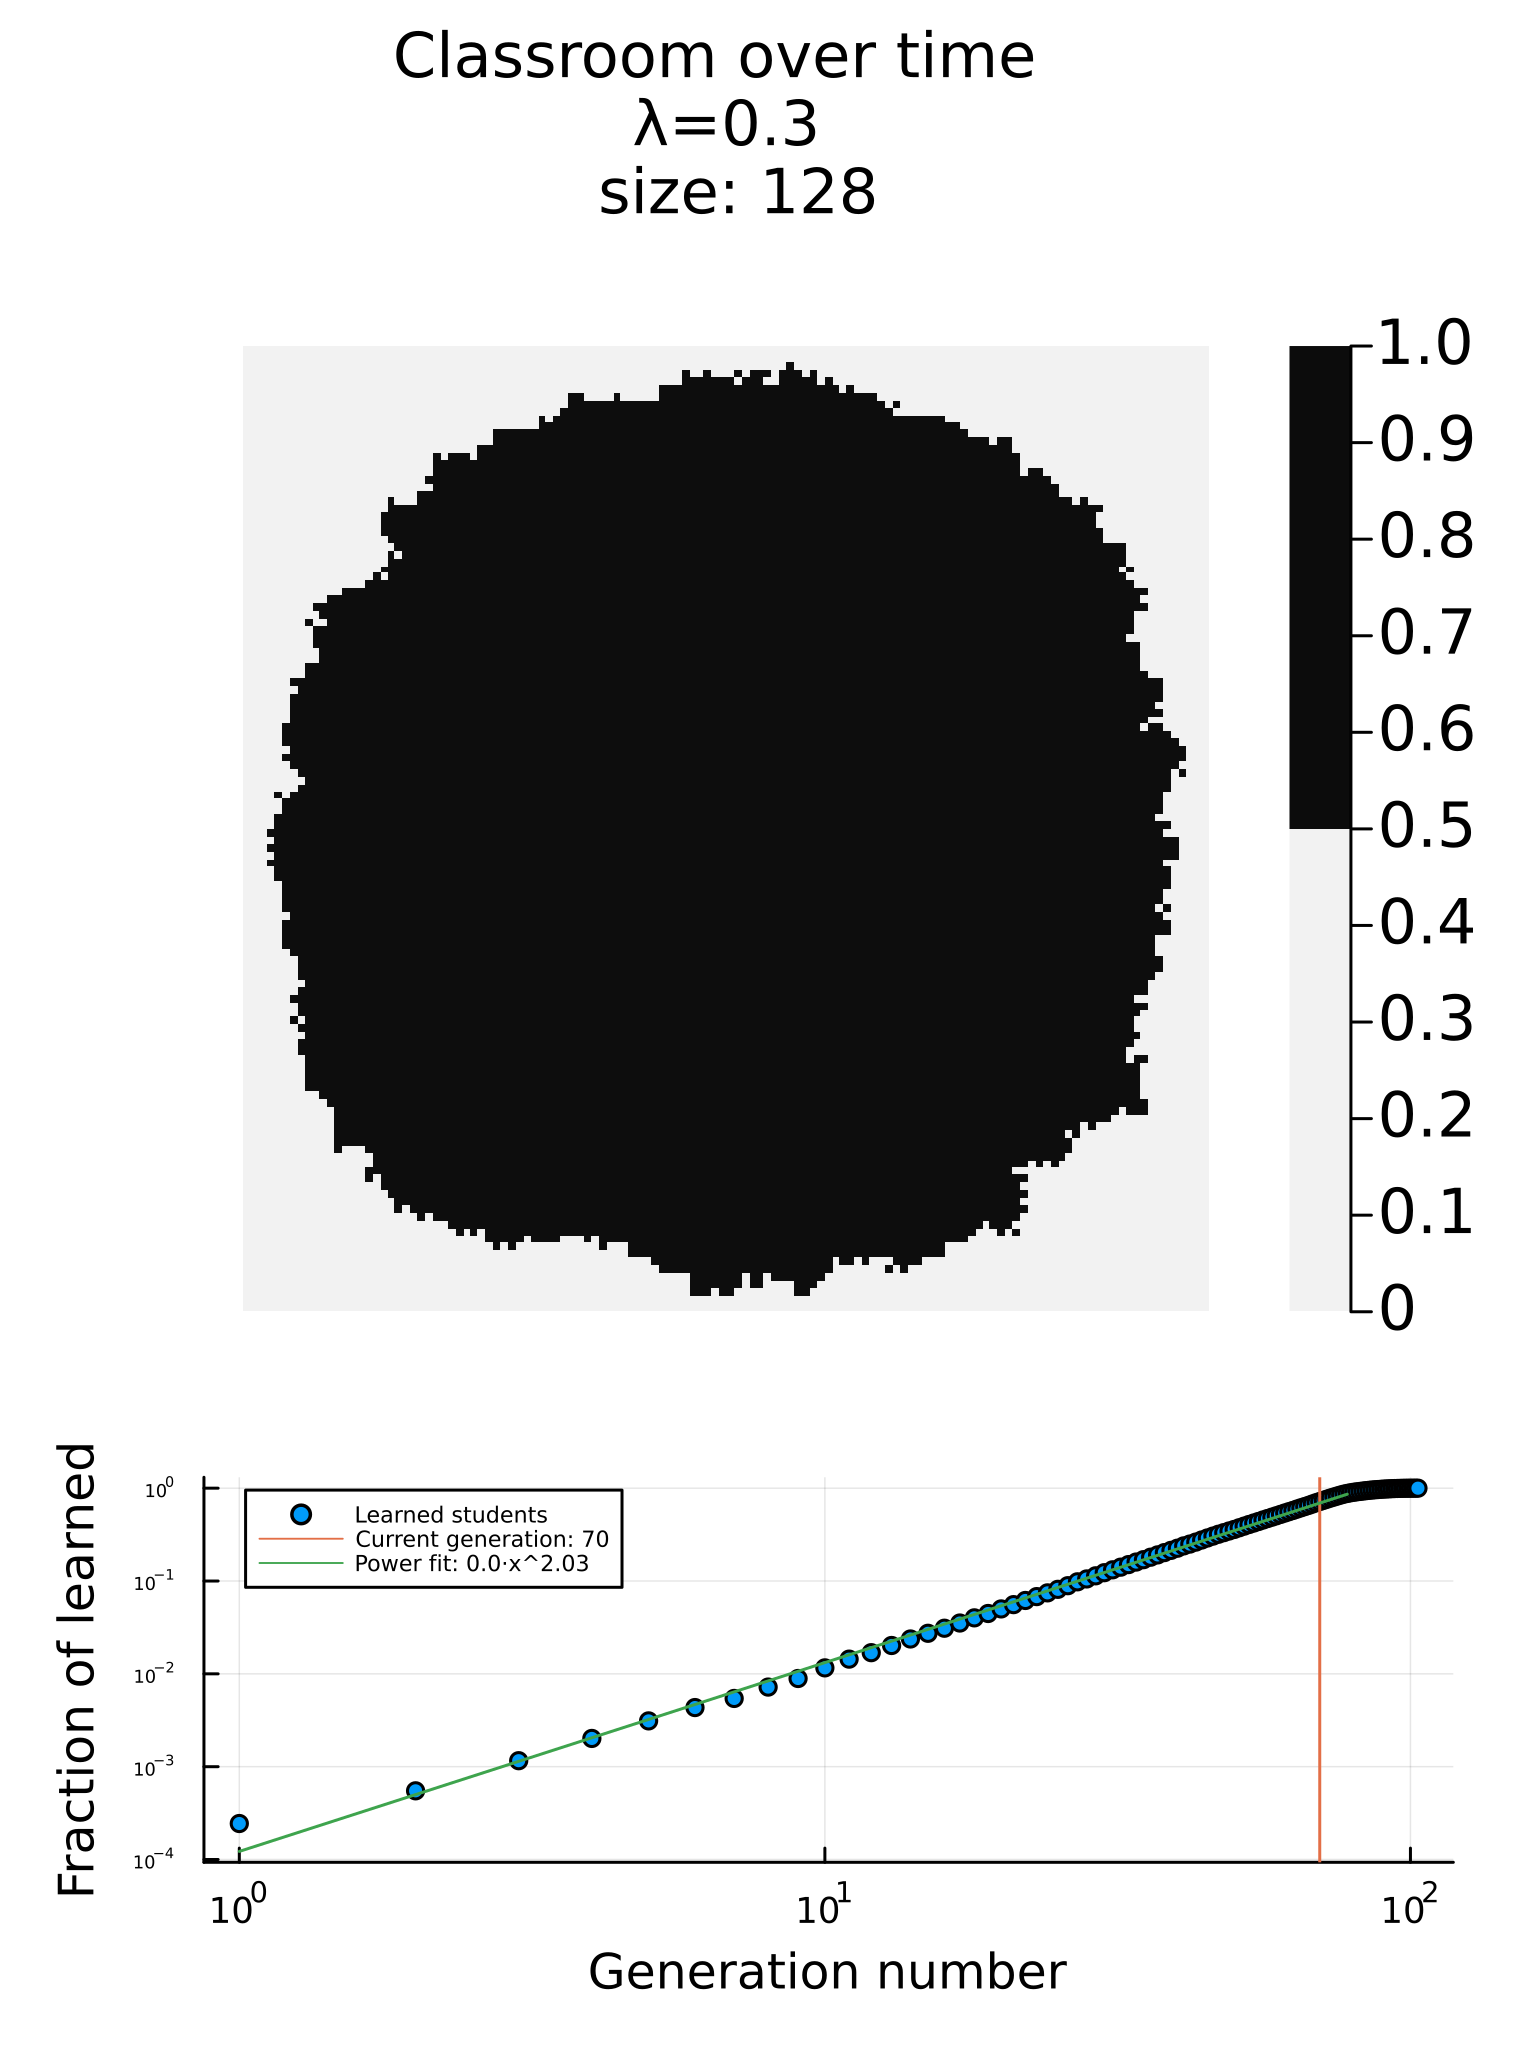 Classroom over time
λ=0.3
size: 128
1.0
0.9
0.8
0.7
0.6
0.5
0.4
0.3
0.2
0.1
0
Fraction of learned
10⁰
10⁻¹
10⁻²
10⁻³
10⁻⁴
Learned students
Current generation: 70
Power fit: 0.0·x^2.03
10⁰ 10¹ 10²
Generation number